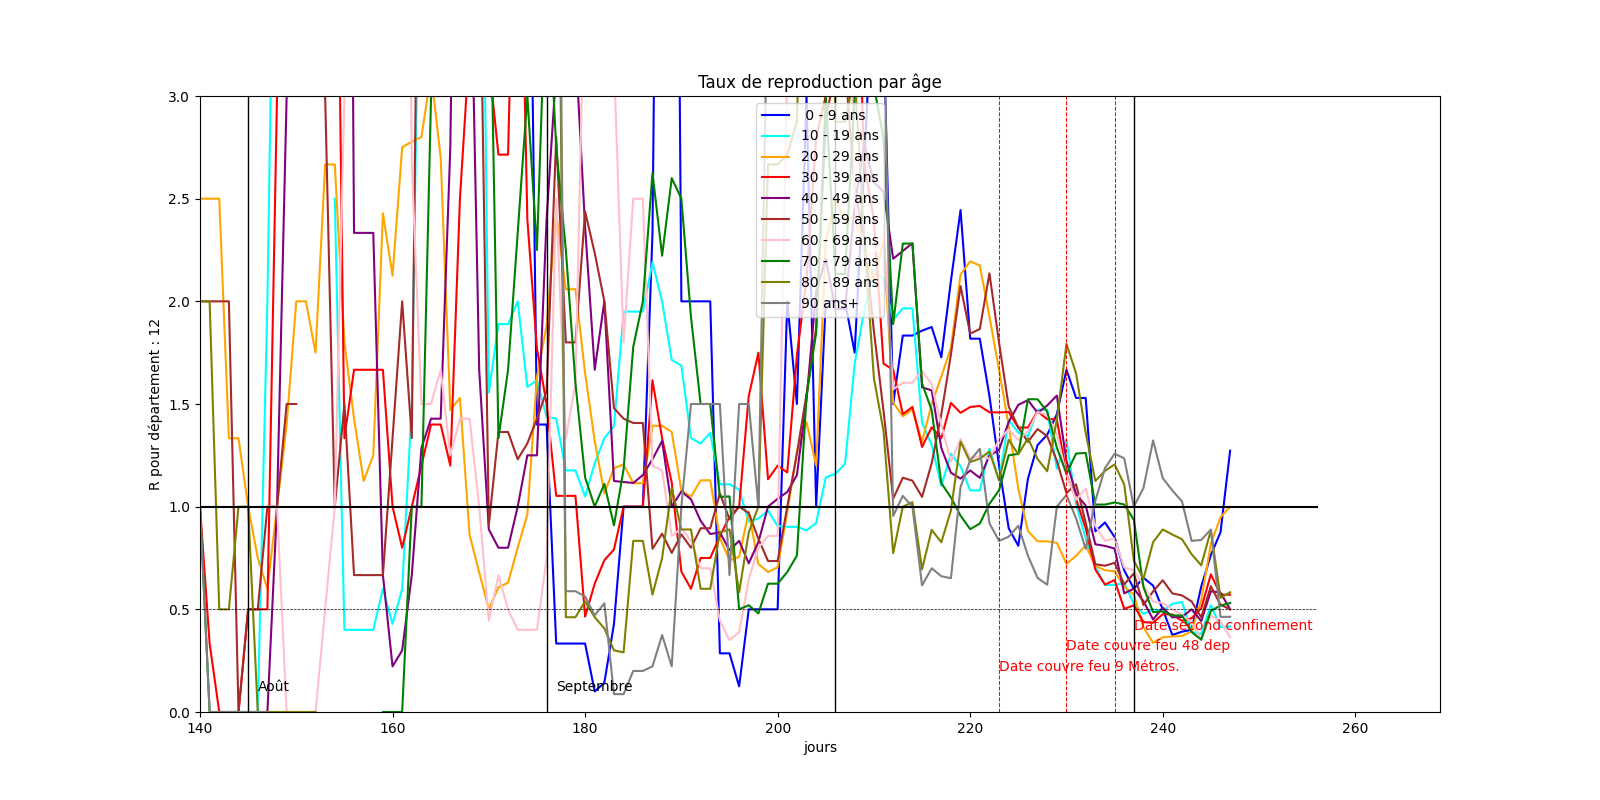 Taux de reproduction par âge
R pour département : 12
3.0
2.5
2.0
1.5
1.0
0.5
0.0
0 - 9 ans
10 - 19 ans
20 - 29 ans
30 - 39 ans
40 - 49 ans
50 - 59 ans
60 - 69 ans
70 - 79 ans
80 - 89 ans
90 ans+
Date second confinement
Date couvre feu 48 dep
Date couvre feu 9 Métros.
Août
Septembre
140
160
180
200
220
240
260
jours